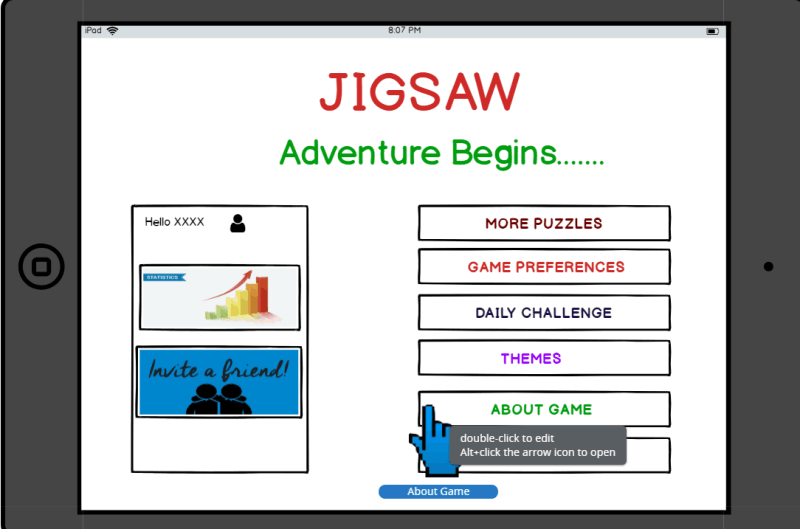 iPad 8:07 PM
JIGSAW
Adventure Begins.......
Hello XXXX
STATISTICS
Invite a friend!
MORE PUZZLES
GAME PREFERENCES
DAILY CHALLENGE
THEMES
ABOUT GAME
double-click to edit
Alt+click the arrow icon to open
About Game